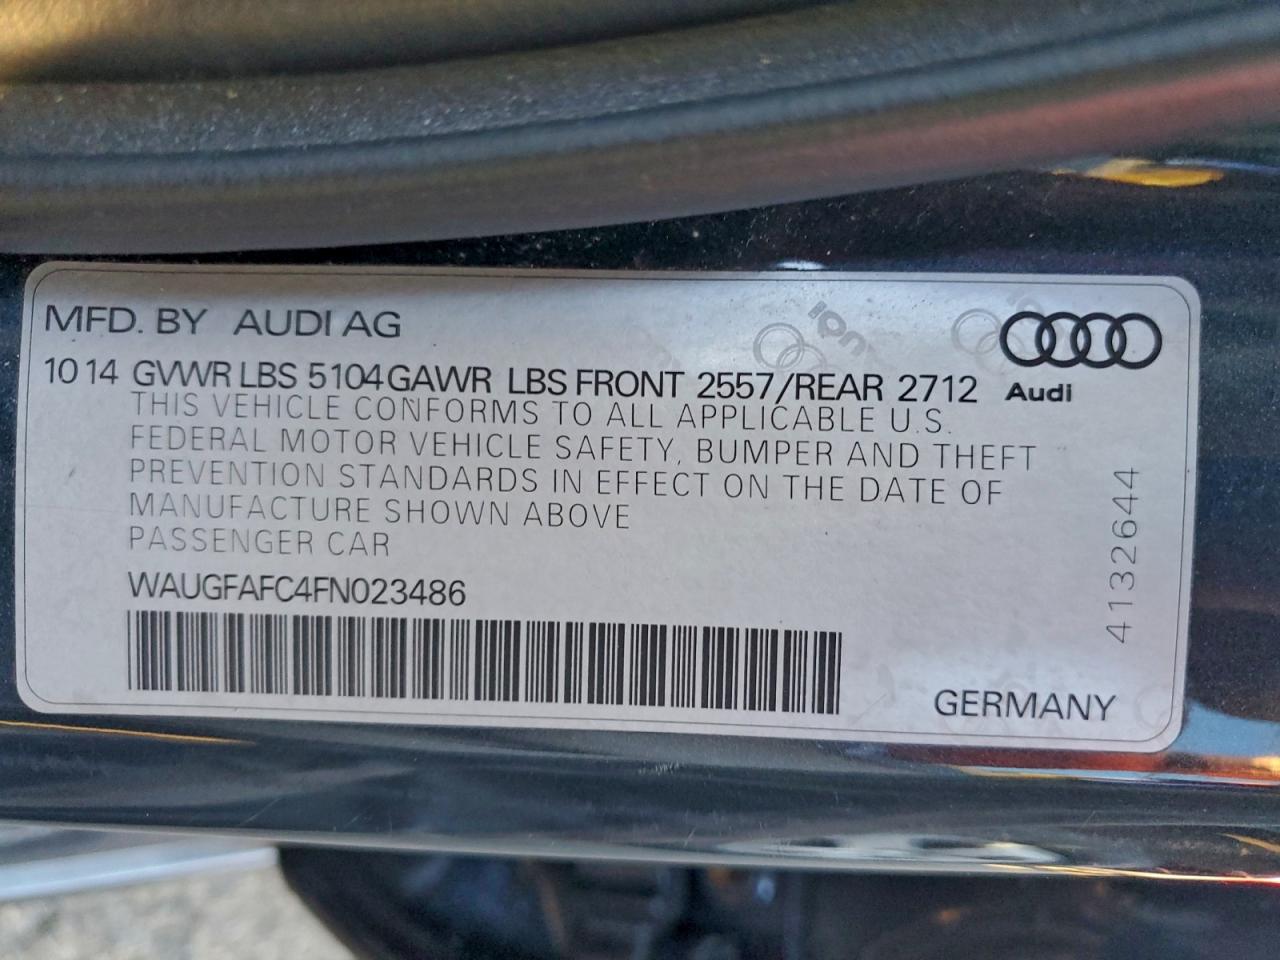 MFD. BY AUDI AG
10 14 GVWR LBS 5104 GAWR LBS FRONT 2557/REAR 2712
Audi
THIS VEHICLE CONFORMS TO ALL APPLICABLE U.S.
FEDERAL MOTOR VEHICLE SAFETY, BUMPER AND THEFT
PREVENTION STANDARDS IN EFFECT ON THE DATE OF
MANUFACTURE SHOWN ABOVE
PASSENGER CAR
WAUGFAFC4FN023486
4132644
GERMANY